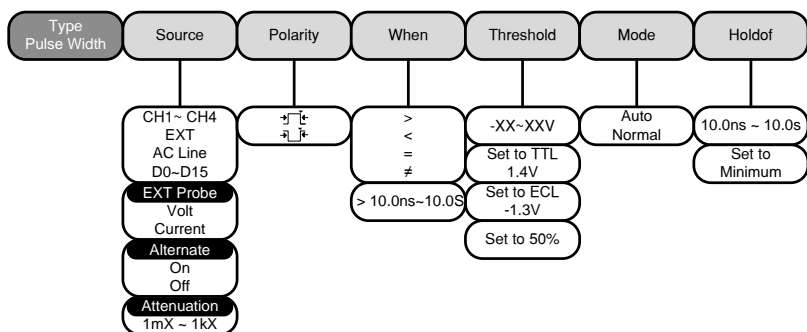 Type
Pulse Width
Source
Polarity
When
Threshold
Mode
Holdof
CH1~ CH4
EXT
AC Line
D0~D15
EXT Probe
Volt
Current
Alternate
On
Off
Attenuation
1mX ~ 1kX
>
<
=
≠
> 10.0ns~10.0S
-XX~XXV
Set to TTL
1.4V
Set to ECL
-1.3V
Set to 50%
Auto
Normal
10.0ns ~ 10.0s
Set to
Minimum